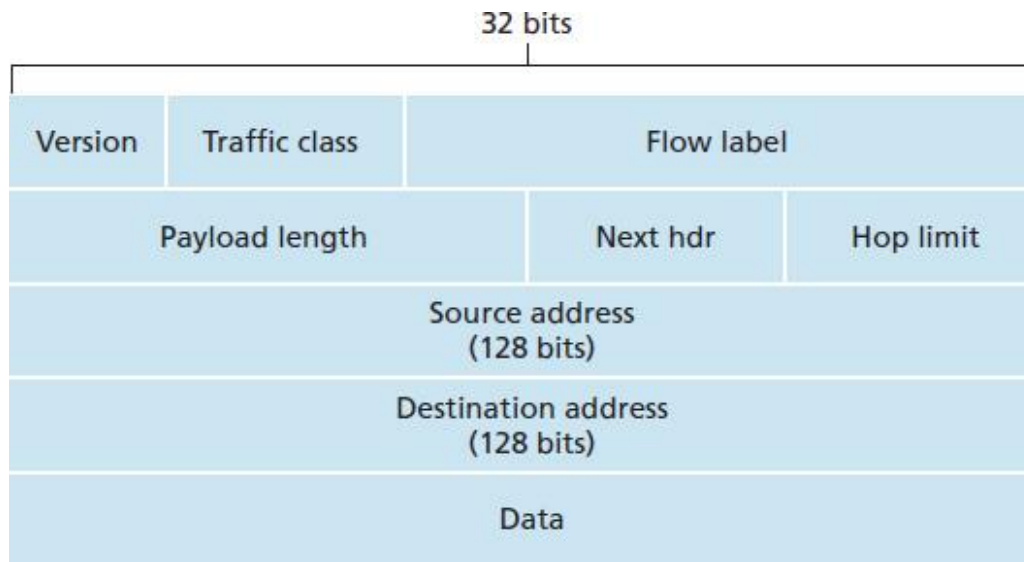 32 bits
Version Traffic class Flow label
Payload length Next hdr Hop limit
Source address
(128 bits)
Destination address
(128 bits)
Data